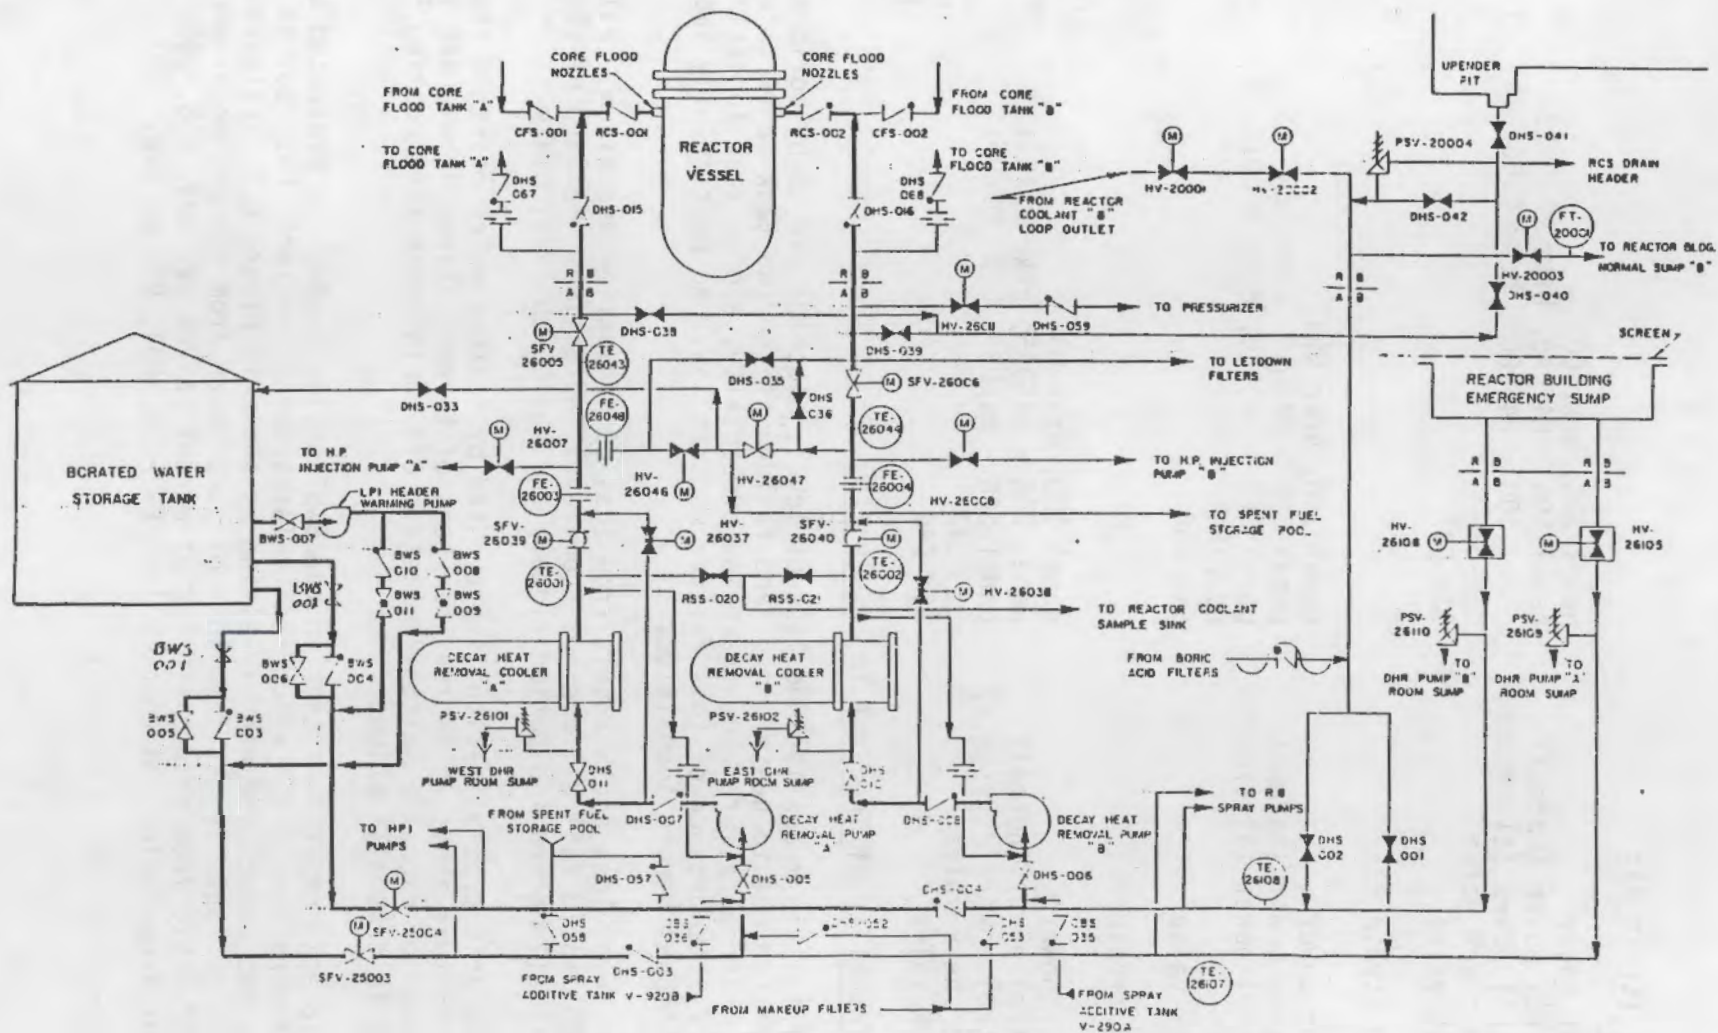 UPENDER
PIT
CORE FLOOD
NOZZLES
CORE FLOOD
NOZZLES
FROM CORE
FLOOD TANK "A"
FROM CORE
FLOOD TANK "B"
CFS-001
RCS-001
RCS-002
CFS-002
REACTOR
VESSEL
TO CORE
FLOOD TANK "A"
TO CORE
FLOOD TANK "B"
DHS
067
DHS
068
DHS-015
DHS-016
M
M
HV-20001
FROM REACTOR
COOLANT "B"
LOOP OUTLET
PSV-20004
DHS-041
RCS DRAIN
HEADER
DHS-042
M
FT-
20001
TO REACTOR BLDG.
NORMAL SUMP "B"
HV-20003
DHS-040
R B
A B
R B
A B
R B
A B
M
TO PRESSURIZER
DHS-059
DHS-039
M
SFV
26005
TE
26043
SCREEN
REACTOR BUILDING
EMERGENCY SUMP
DHS-035
TO LETDOWN
FILTERS
M
DHS-033
FE-
26048
M
DHS
TE-
26044
HV-
26007
M
TO H.P.
INJECTION PUMP "A"
M
HV-
26046
M
HV-26047
TO H.P. INJECTION
PUMP "B"
BORATED WATER
STORAGE TANK
LPI HEADER
WARMING PUMP
BWS-007
FE-
26003
FE-
26004
TO SPENT FUEL
STORAGE POOL
R B
A B
R B
A B
SFV-
26039
M
HV-
26037
M
SFV-
26040
M
HV-
26108
M
HV-
26105
M
BWS
010
BWS
008
BWS
011
BWS
009
TE-
26001
TE-
26002
RSS-020
RSS-021
M
TO REACTOR COOLANT
SAMPLE SINK
BWS
001
BWS
006
BWS
004
BWS
005
BWS
003
DECAY HEAT
REMOVAL COOLER
"A"
DECAY HEAT
REMOVAL COOLER
"B"
FROM BORIC
ACID FILTERS
PSV-
26110
PSV-
26109
TO
DHR PUMP "B"
ROOM SUMP
TO
DHR PUMP "A"
ROOM SUMP
PSV-26101
PSV-26102
WEST DHR
PUMP ROOM SUMP
EAST DHR
PUMP ROOM SUMP
DHS
011
DHS
FROM SPENT FUEL
STORAGE POOL
DHS-007
DECAY HEAT
REMOVAL PUMP
"A"
DECAY HEAT
REMOVAL PUMP
"B"
TO RB
SPRAY PUMPS
TO HPI
PUMPS
DHS-057
DHS-005
DHS-006
DHS-004
DHS
002
DHS
001
TE-
26108
M
SFV-25004
M
SFV-25003
DHS
058
DHS-003
TE-
26107
FROM SPRAY
ADDITIVE TANK V-920B
FROM MAKEUP FILTERS
FROM SPRAY
ADDITIVE TANK
V-290A